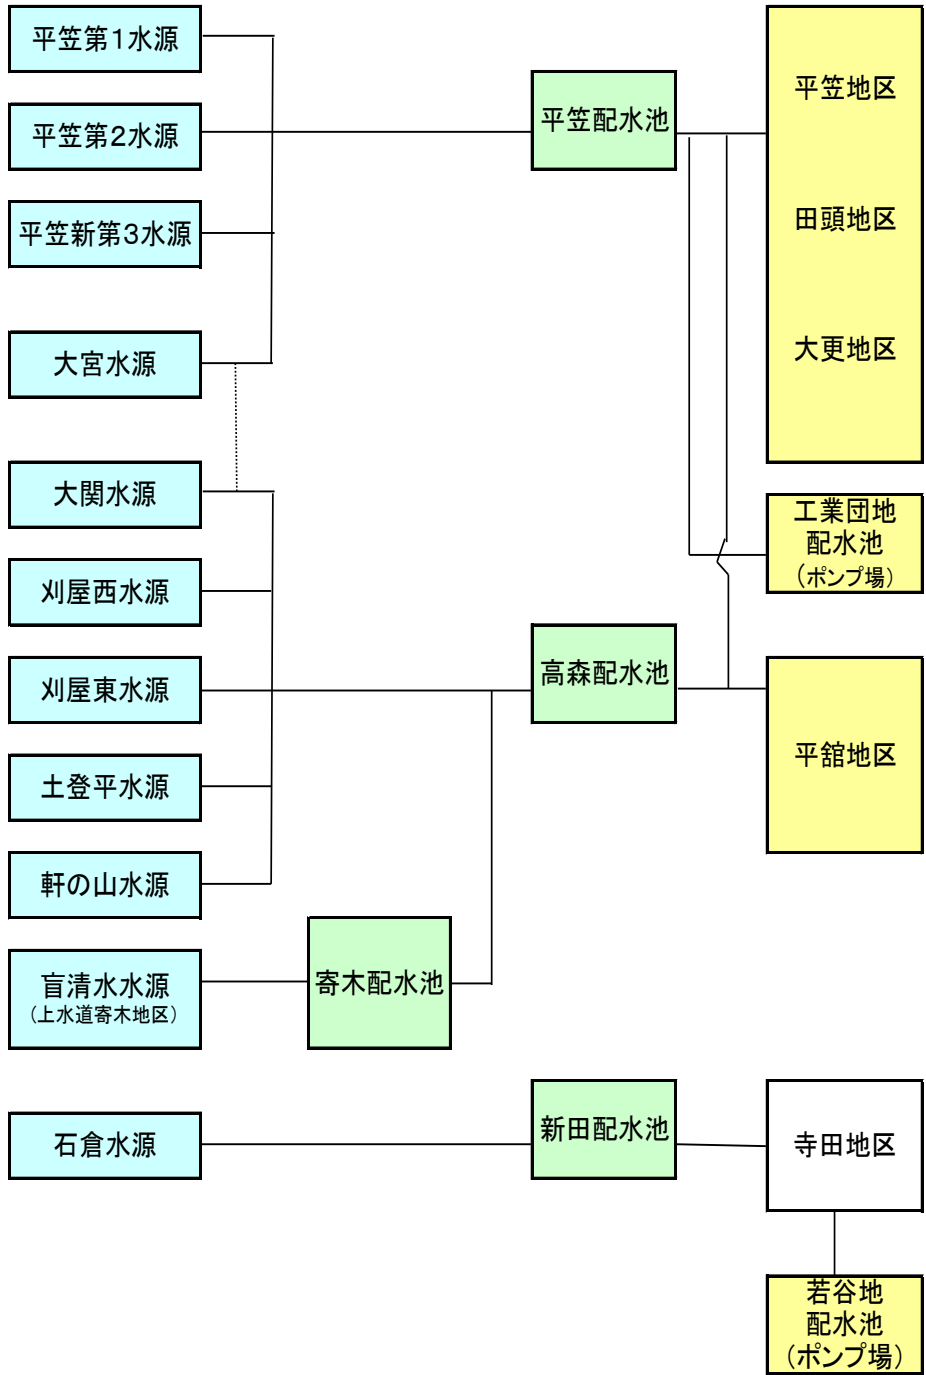 平笠第1水源
平笠第2水源
平笠新第3水源
大宮水源
大関水源
刈屋西水源
刈屋東水源
土登平水源
軒の山水源
盲清水水源
（上水道寄木地区）
石倉水源
平笠配水池
高森配水池
寄木配水池
新田配水池
平笠地区
田頭地区
大更地区
工業団地
配水池
（ポンプ場）
平舘地区
寺田地区
若谷地
配水池
（ポンプ場）